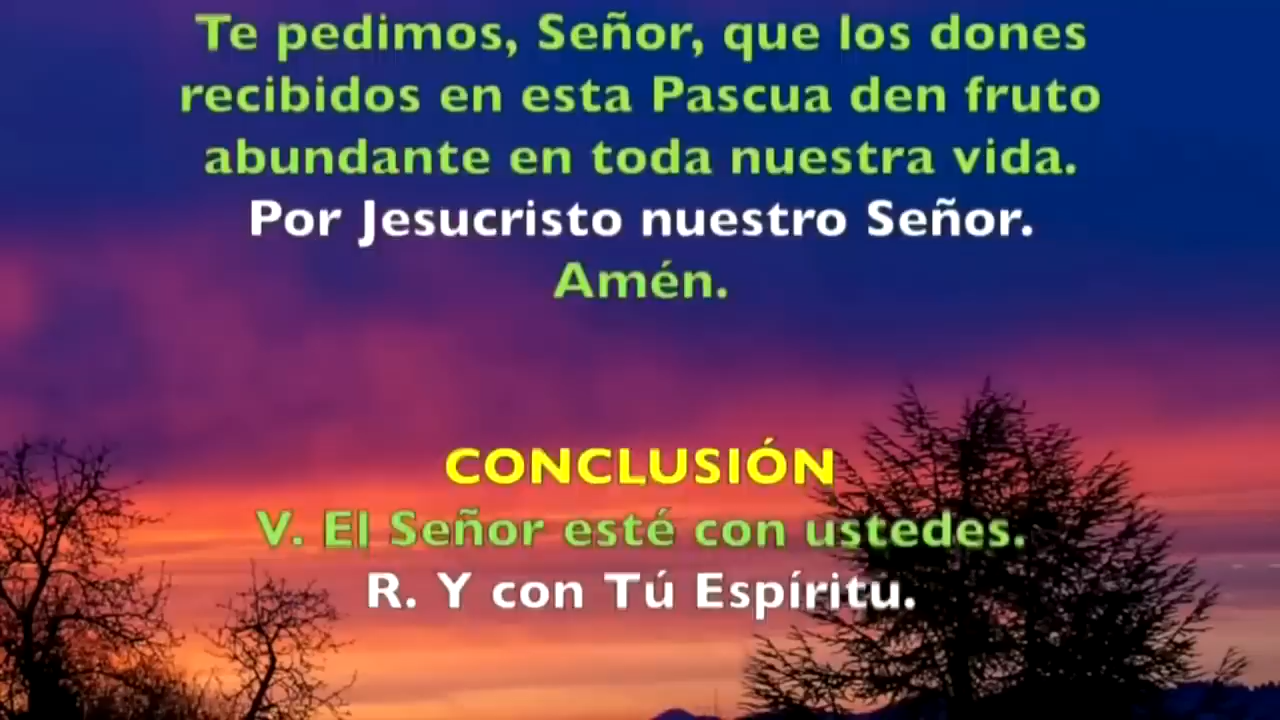 Te pedimos, Señor, que los dones
recibidos en esta Pascua den fruto
abundante en toda nuestra vida.
Por Jesucristo nuestro Señor.
Amén.
CONCLUSIÓN
V. El Señor esté con ustedes.
R. Y con Tú Espíritu.